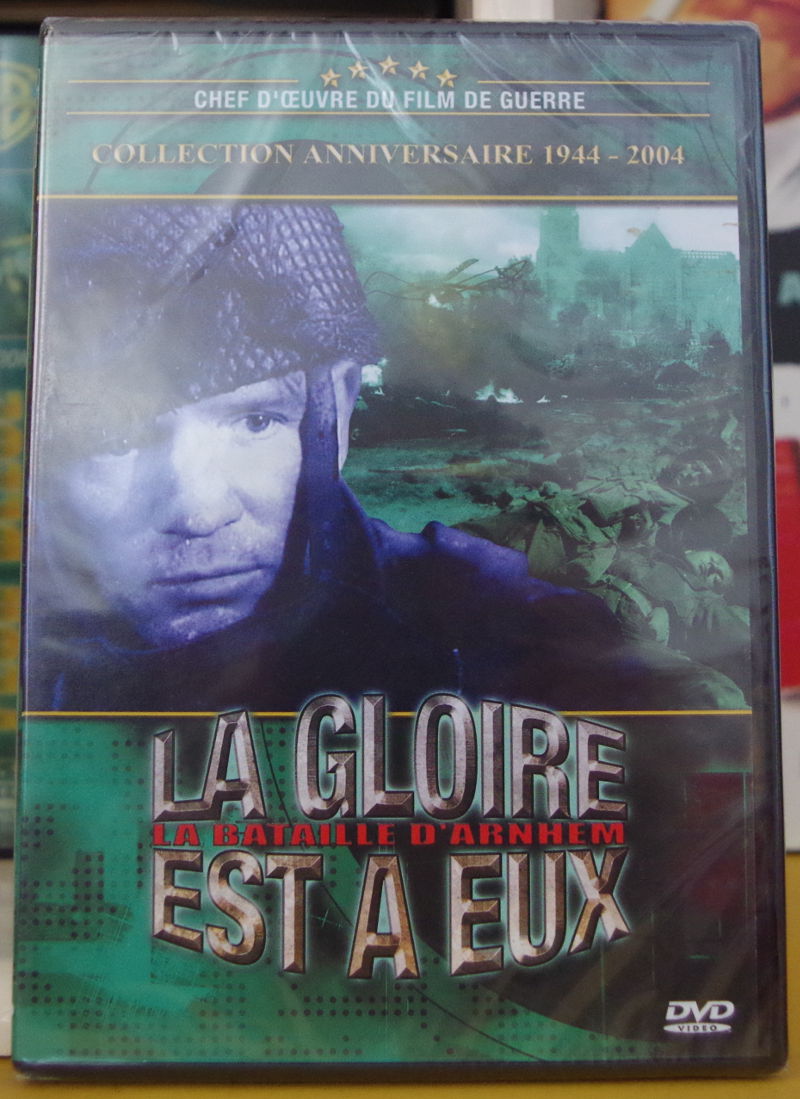 CHEF D'ŒUVRE DU FILM DE GUERRE
COLLECTION ANNIVERSAIRE 1944 - 2004
LA GLOIRE
LA BATAILLE D'ARNHEM
EST A EUX
DVD
VIDEO